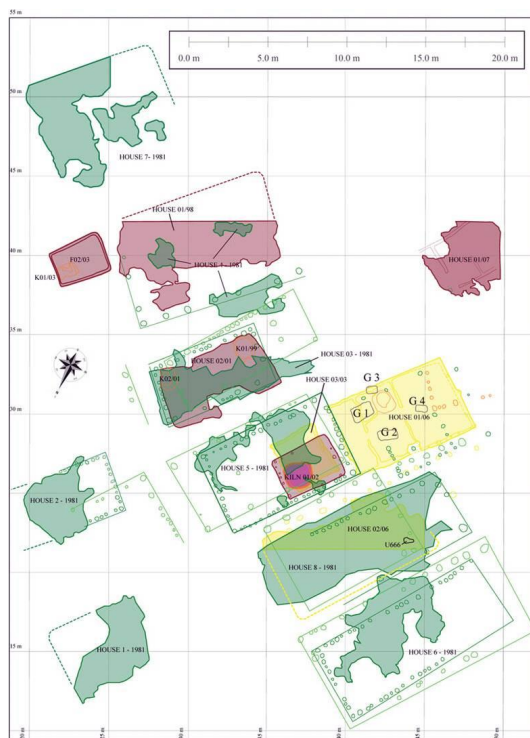 55 m
0.0 m 5.0 m 10.0 m 15.0 m 20.0 m
50 m
HOUSE 7- 1981
45 m
HOUSE 01/98
F02/03
K01/03
40 m
HOUSE 4 - 1981
HOUSE 01/07
35 m
K01/99
HOUSE 02/01
HOUSE 03 - 1981
K02/01
HOUSE 03/03
G 3
30 m
G 1
G 4
HOUSE 01/06
G 2
HOUSE 5 - 1981
KILN 01/02
HOUSE 2 - 1981
HOUSE 02/06
U666
HOUSE 8 - 1981
15 m
HOUSE 1 - 1981
HOUSE 6 - 1981